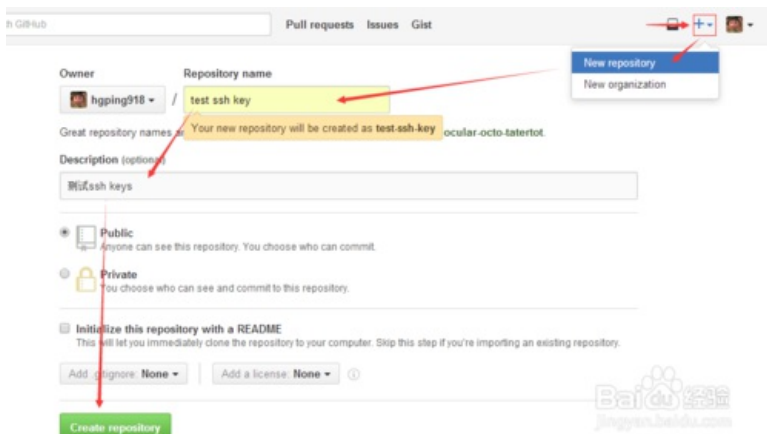 th GitHub
Pull requests Issues Gist
New repository
New organization
Owner
Repository name
hgping918 / test ssh key
Your new repository will be created as test-ssh-key
Great repository names ocular-octo-tatertot.
Description (optional)
测试ssh keys
Public
Anyone can see this repository. You choose who can commit.
Private
You choose who can see and commit to this repository.
Initialize this repository with a README
This will let you immediately clone the repository to your computer. Skip this step if you're importing an existing repository.
Add .gitignore: None
Add a license: None
Create repository
Baidu 经验
jingyan.baidu.com